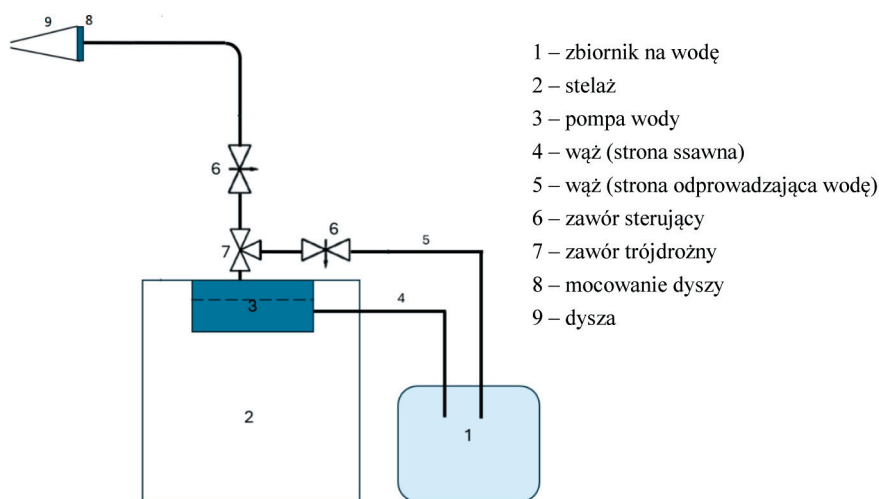 9
8
6
7
6
5
3
4
2
1
1 – zbiornik na wodę
2 – stelaż
3 – pompa wody
4 – wąż (strona ssawna)
5 – wąż (strona odprowadzająca wodę)
6 – zawór sterujący
7 – zawór trójdrożny
8 – mocowanie dyszy
9 – dysza